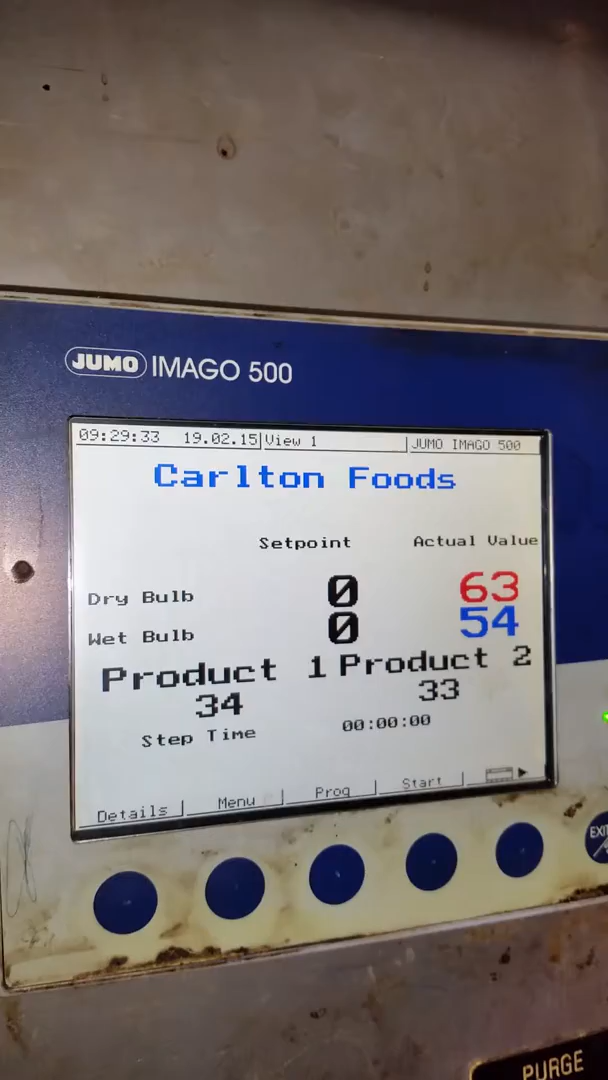 JUMO IMAGO 500
09:29:33 19.02.15 View 1 JUMO IMAGO 500
Carlton Foods
Setpoint Actual Value
Dry Bulb 0 63
Wet Bulb 0 54
Product 1 Product 2
34 33
Step Time 00:00:00
Details Menu Prog Start
EXIT
PURGE